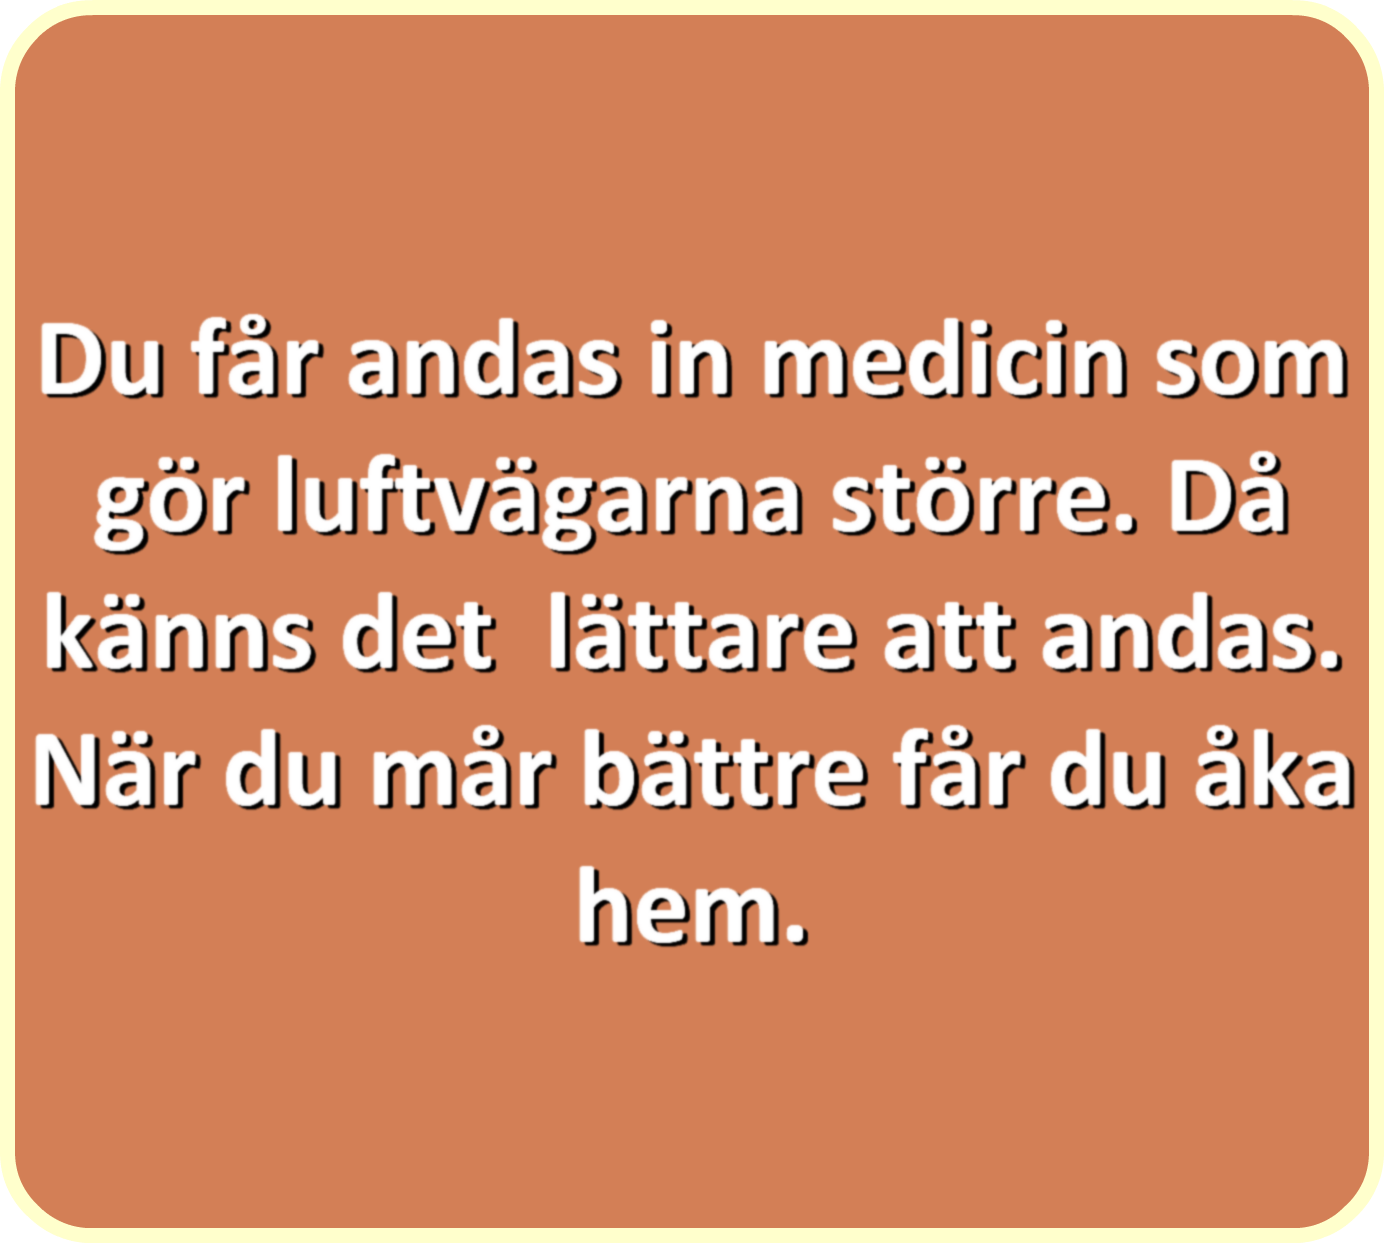 Du får andas in medicin som
gör luftvägarna större. Då
känns det  lättare att andas.
När du mår bättre får du åka
hem.